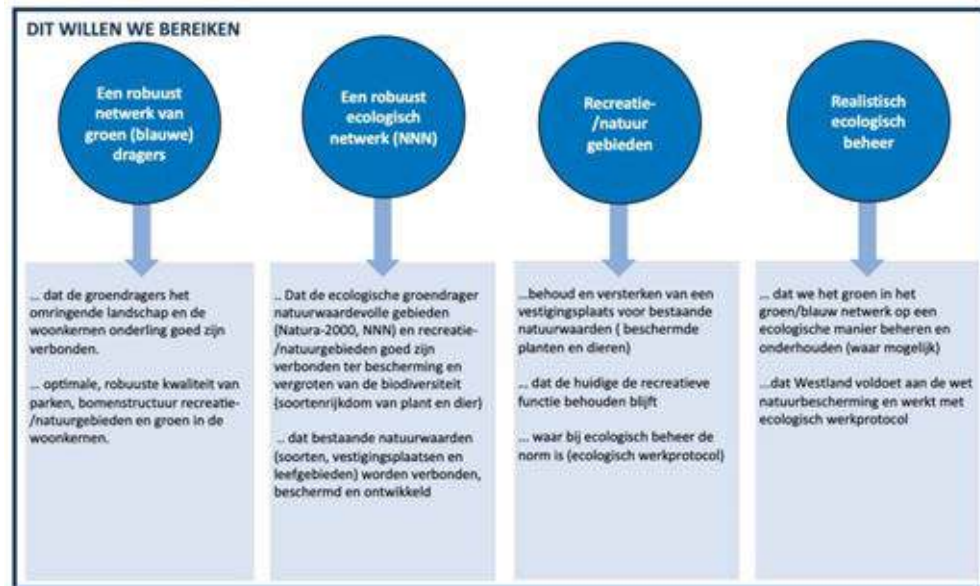 DIT WILLEN WE BEREIKEN
Een robuust
netwerk van
groen (blauwe)
dragers
Een robuust
ecologisch
netwerk (NNN)
Recreatie-
/natuur
gebieden
Realistisch
ecologisch
beheer
... dat de groendragers het
omringende landschap en de
woonkernen onderling goed zijn
verbonden.
... optimale, robuuste kwaliteit van
parken, bomenstructuur recreatie-
/natuurgebieden en groen in de
woonkernen.
.. Dat de ecologische groendrager
natuurwaardevolle gebieden
(Natura-2000, NNN) en recreatie-
/natuurgebieden goed zijn
verbonden ter bescherming en
vergroten van de biodiversiteit
(soortenrijkdom van plant en dier)
... dat bestaande natuurwaarden
(soorten, vestigingsplaatsen en
leefgebieden) worden verbonden,
beschermd en ontwikkeld
...behoud en versterken van een
vestigingsplaats voor bestaande
natuurwaarden ( beschermde
planten en dieren)
... dat de huidige de recreatieve
functie behouden blijft
... waar bij ecologisch beheer de
norm is (ecologisch werkprotocol)
... dat we het groen in het
groen/blauw netwerk op een
ecologische manier beheren en
onderhouden (waar mogelijk)
...dat Westland voldoet aan de wet
natuurbescherming en werkt met
ecologisch werkprotocol